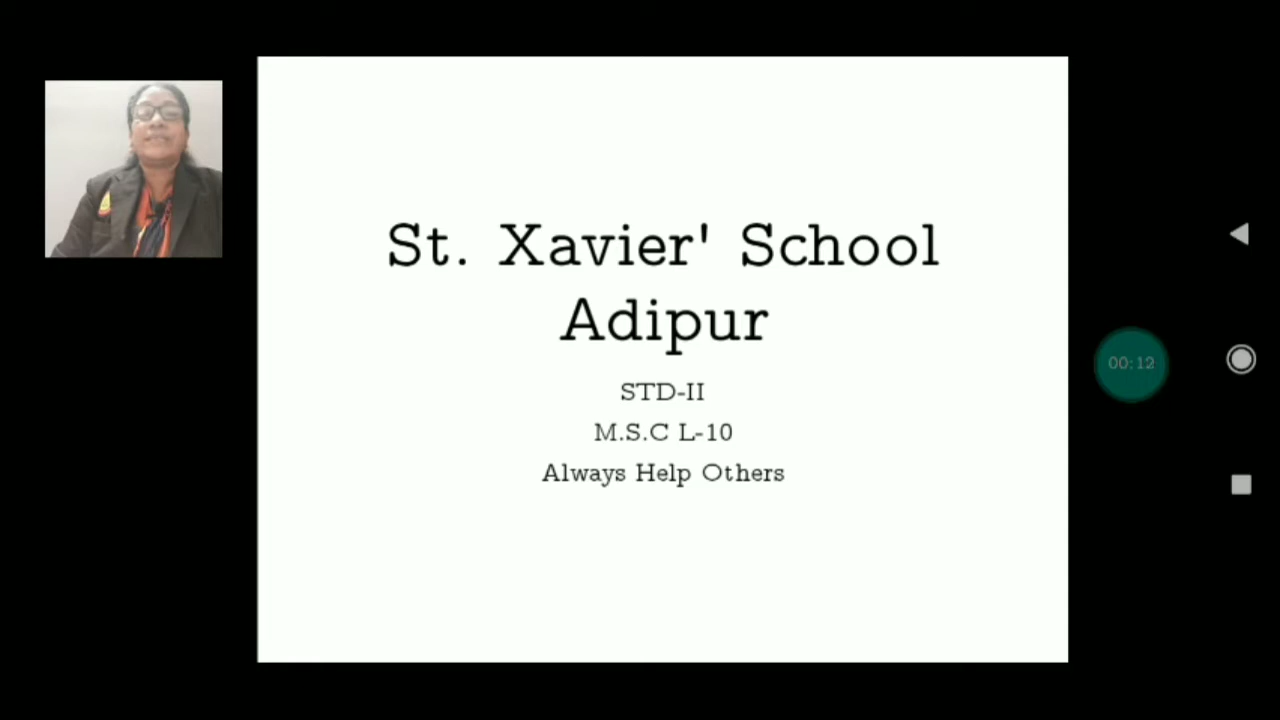 St. Xavier' School
Adipur
STD-II
M.S.C L-10
Always Help Others
00:12